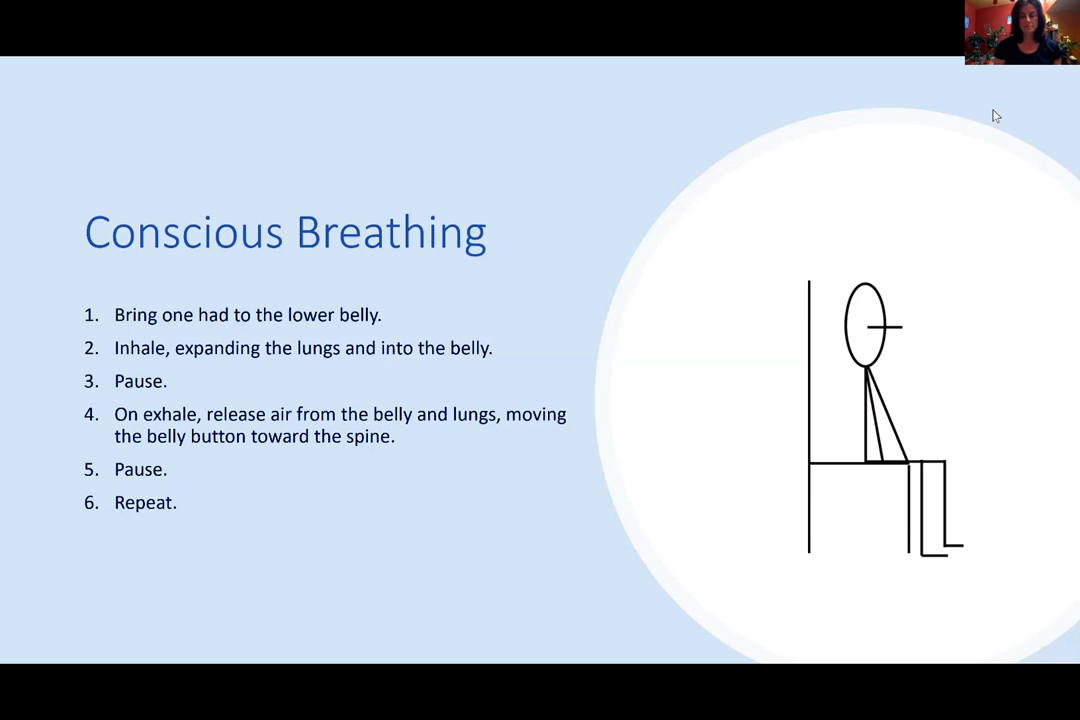 Conscious Breathing
1. Bring one had to the lower belly.
2. Inhale, expanding the lungs and into the belly.
3. Pause.
4. On exhale, release air from the belly and lungs, moving
the belly button toward the spine.
5. Pause.
6. Repeat.